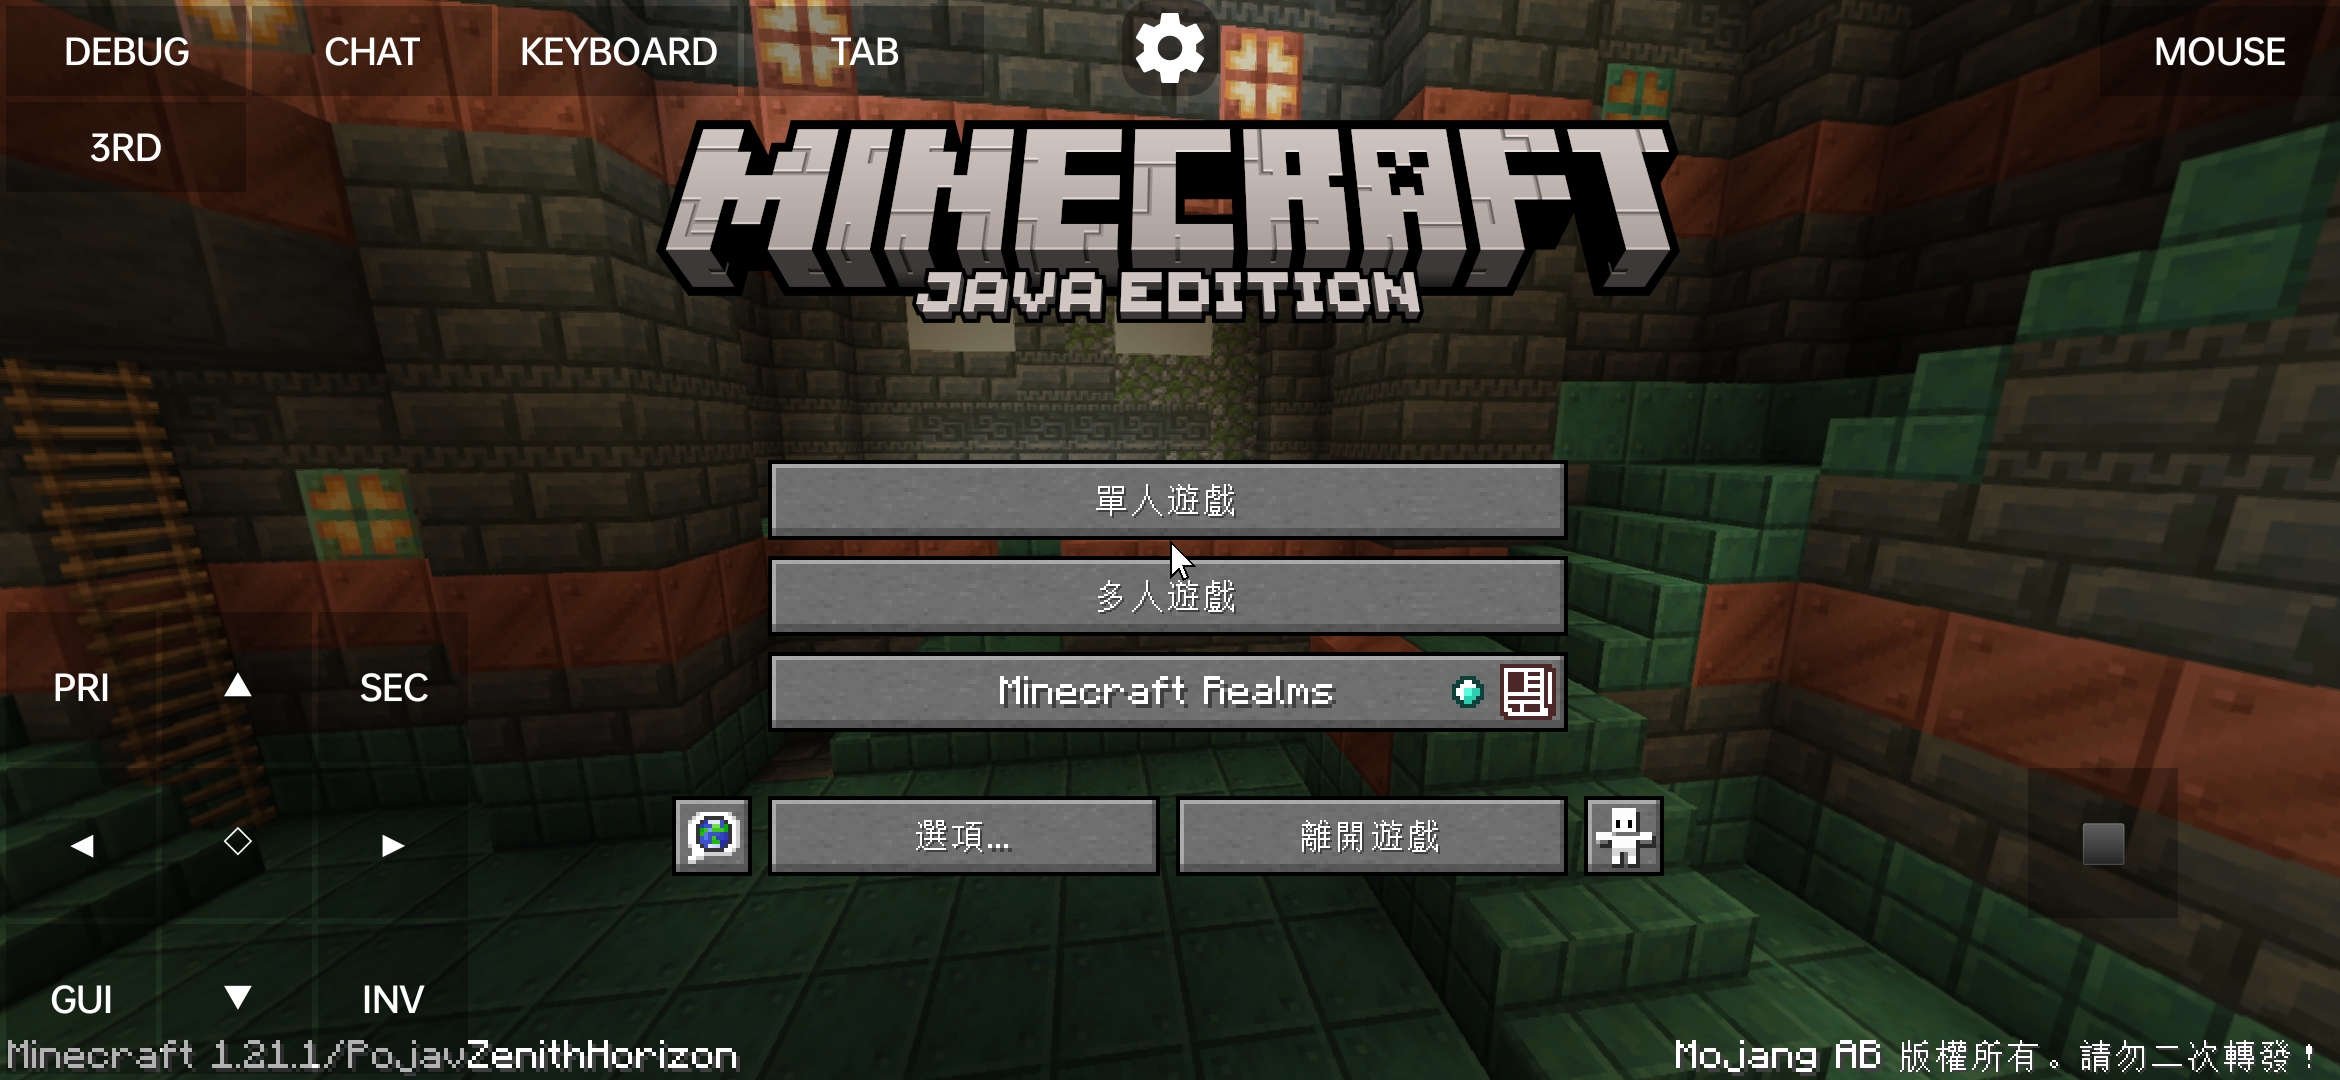 DEBUG CHAT KEYBOARD TAB MOUSE
3RD
MINECRAFT
JAVA EDITION
單人遊戲
多人遊戲
Minecraft Realms
PRI ▲ SEC
◀ ◇ ▶
選項...
離開遊戲
GUI ▼ INV
Minecraft 1.21.1/PojavZenithHorizon
Mojang AB 版權所有。請勿二次轉發！